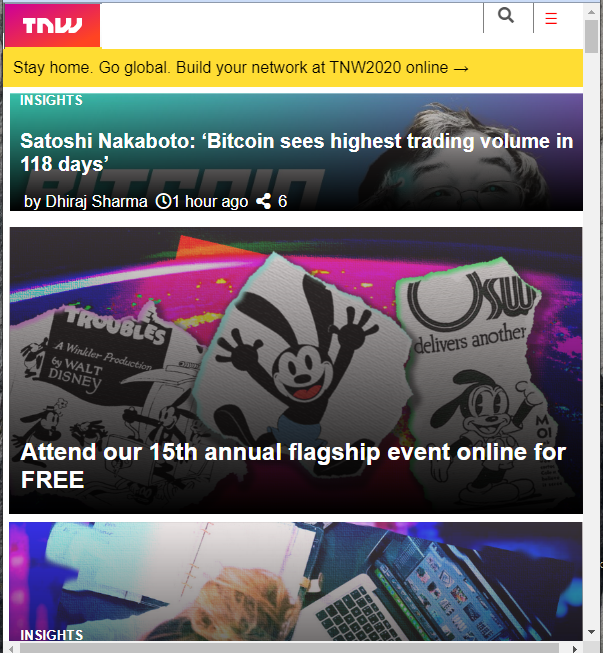 TNW
Stay home. Go global. Build your network at TNW2020 online →
INSIGHTS
Satoshi Nakaboto: ‘Bitcoin sees highest trading volume in
118 days’
BITCOIN
by Dhiraj Sharma 1 hour ago 6
TROUBLES
A Winkler Production
by WALT
DISNEY
delivers another
Attend our 15th annual flagship event online for
FREE
INSIGHTS